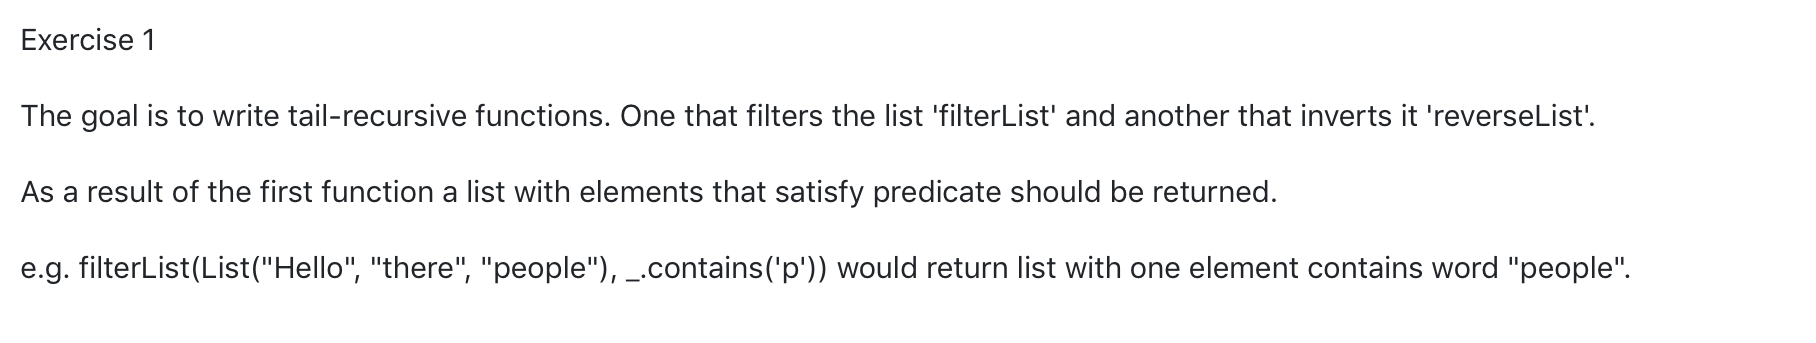 Exercise 1
The goal is to write tail-recursive functions. One that filters the list 'filterList' and another that inverts it 'reverseList'.
As a result of the first function a list with elements that satisfy predicate should be returned.
e.g. filterList(List("Hello", "there", "people"), _.contains('p')) would return list with one element contains word "people".